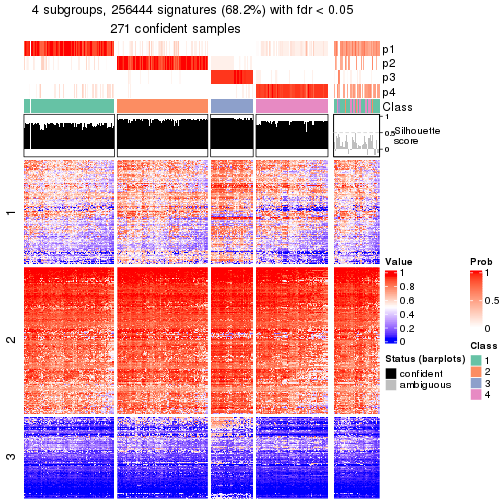 4 subgroups, 256444 signatures (68.2%) with fdr < 0.05
271 confident samples
p1
p2
p3
p4
Class
1
0.5
0
Silhouette
score
1
2
3
Value
1
0.8
0.6
0.4
0.2
0
Status (barplots)
confident
ambiguous
Prob
1
0.5
0
Class
1
2
3
4